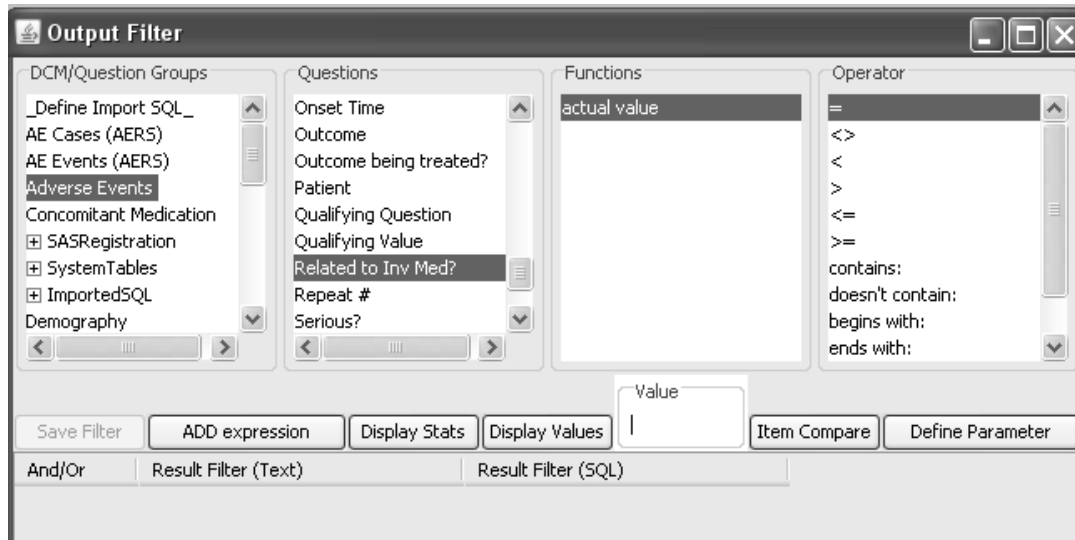 Output Filter
DCM/Question Groups
_Define Import SQL_
AE Cases (AERS)
AE Events (AERS)
Adverse Events
Concomitant Medication
SASRegistration
SystemTables
ImportedSQL
Demography
Questions
Onset Time
Outcome
Outcome being treated?
Patient
Qualifying Question
Qualifying Value
Related to Inv Med?
Repeat #
Serious?
Functions
actual value
Operator
=
<>
<
>
<=
>=
contains:
doesn't contain:
begins with:
ends with:
Value
Save Filter ADD expression Display Stats Display Values Item Compare Define Parameter
And/Or Result Filter (Text) Result Filter (SQL)